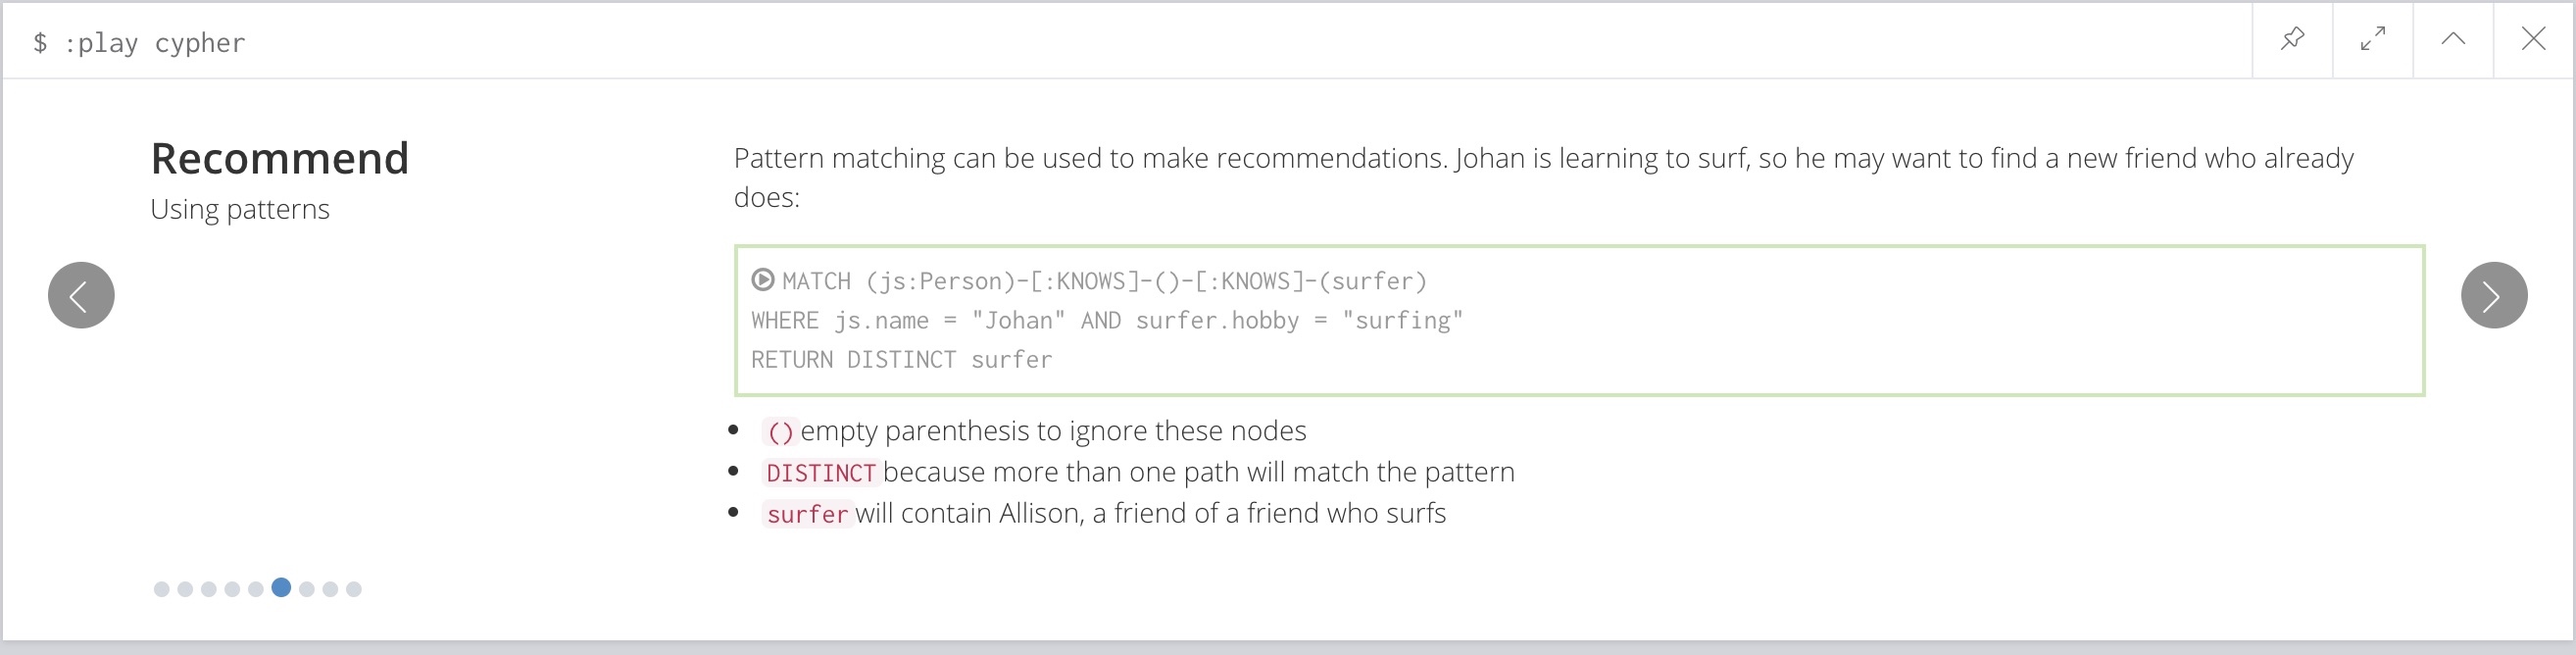 $ :play cypher
Recommend
Using patterns
Pattern matching can be used to make recommendations. Johan is learning to surf, so he may want to find a new friend who already
does:
MATCH (js:Person)-[:KNOWS]-()-[:KNOWS]-(surfer)
WHERE js.name = "Johan" AND surfer.hobby = "surfing"
RETURN DISTINCT surfer
() empty parenthesis to ignore these nodes
DISTINCT because more than one path will match the pattern
surfer will contain Allison, a friend of a friend who surfs